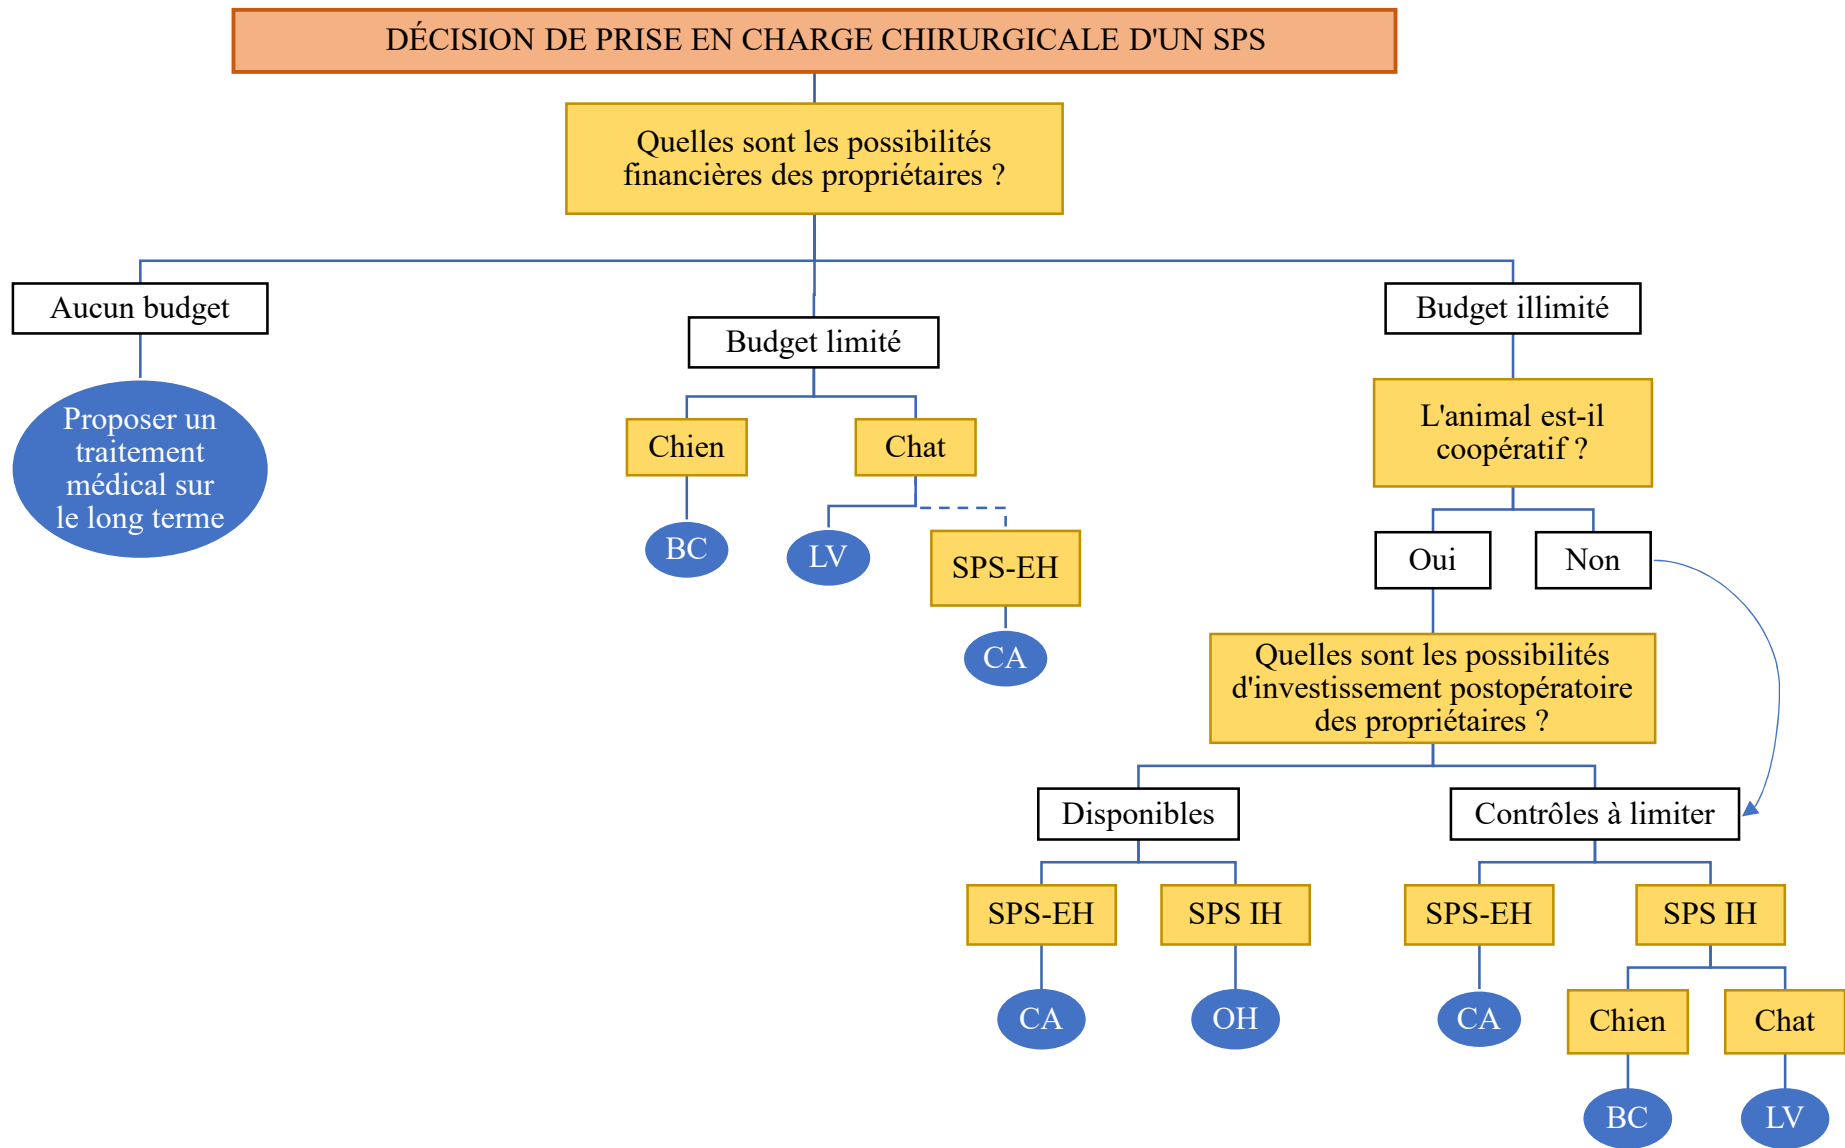 DÉCISION DE PRISE EN CHARGE CHIRURGICALE D'UN SPS
Quelles sont les possibilités
financières des propriétaires ?
Aucun budget
Budget limité
Budget illimité
Proposer un
traitement
médical sur
le long terme
Chien
Chat
L'animal est-il
coopératif ?
BC
LV
SPS-EH
CA
Oui
Non
Quelles sont les possibilités
d'investissement postopératoire
des propriétaires ?
Disponibles
Contrôles à limiter
SPS-EH
SPS IH
SPS-EH
SPS IH
CA
OH
CA
Chien
Chat
BC
LV